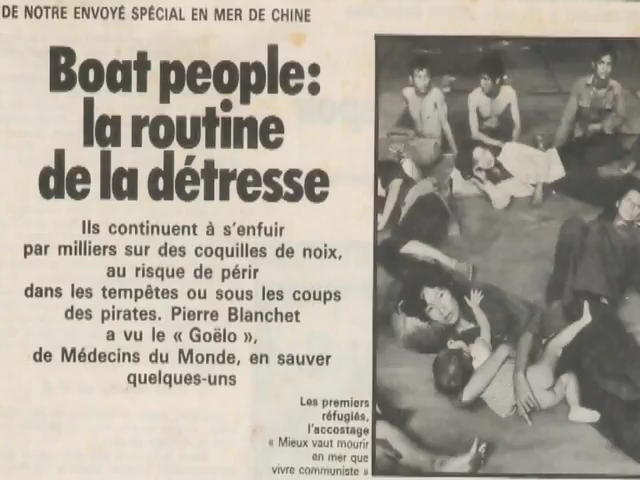 DE NOTRE ENVOYÉ SPÉCIAL EN MER DE CHINE
Boat people:
la routine
de la détresse
Ils continuent à s'enfuir
par milliers sur des coquilles de noix,
au risque de périr
dans les tempêtes ou sous les coups
des pirates. Pierre Blanchet
a vu le « Goëlo »,
de Médecins du Monde, en sauver
quelques-uns
Les premiers
réfugiés,
l'accostage
« Mieux vaut mourir
en mer que
vivre communiste »